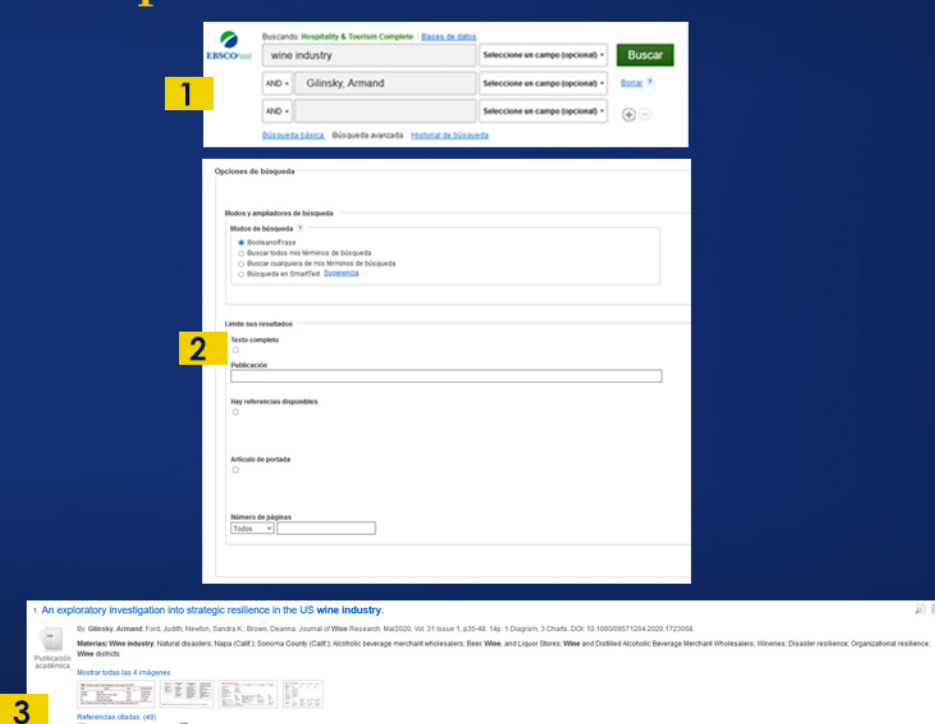 Buscando: Hospitality & Tourism Complete | Bases de datos
EBSCOhost
wine industry
Seleccione un campo (opcional)
Buscar
1
AND
Gilinsky, Armand
Seleccione un campo (opcional)
Borrar ?
AND
Seleccione un campo (opcional)
Búsqueda básica Búsqueda avanzada Historial de búsqueda
Opciones de búsqueda
Modos y ampliadores de búsqueda
Modos de búsqueda ?
Booleano/Frase
Buscar todos mis términos de búsqueda
Buscar cualquiera de mis términos de búsqueda
Búsqueda en SmartText Sugerencia
Limite sus resultados
2
Texto completo
Publicación
Hay referencias disponibles
Artículo de portada
Número de páginas
Todos
1. An exploratory investigation into strategic resilience in the US wine industry.
By: Gilinsky, Armand; Ford, Judith; Newton, Sandra K.; Brown, Deanna. Journal of Wine Research. Mar2020, Vol. 31 Issue 1, p35-48. 14p. 1 Diagram, 3 Charts. DOI: 10.1080/09571264.2020.1723068.
Materias: Wine industry; Natural disasters; Napa (Calif.); Sonoma County (Calif.); Alcoholic beverage merchant wholesalers; Beer, Wine, and Liquor Stores; Wine and Distilled Alcoholic Beverage Merchant Wholesalers; Wineries; Disaster resilience; Organizational resilience;
Wine districts
Publicación
académica
Mostrar todas las 4 imágenes
3
Referencias citadas: (49)